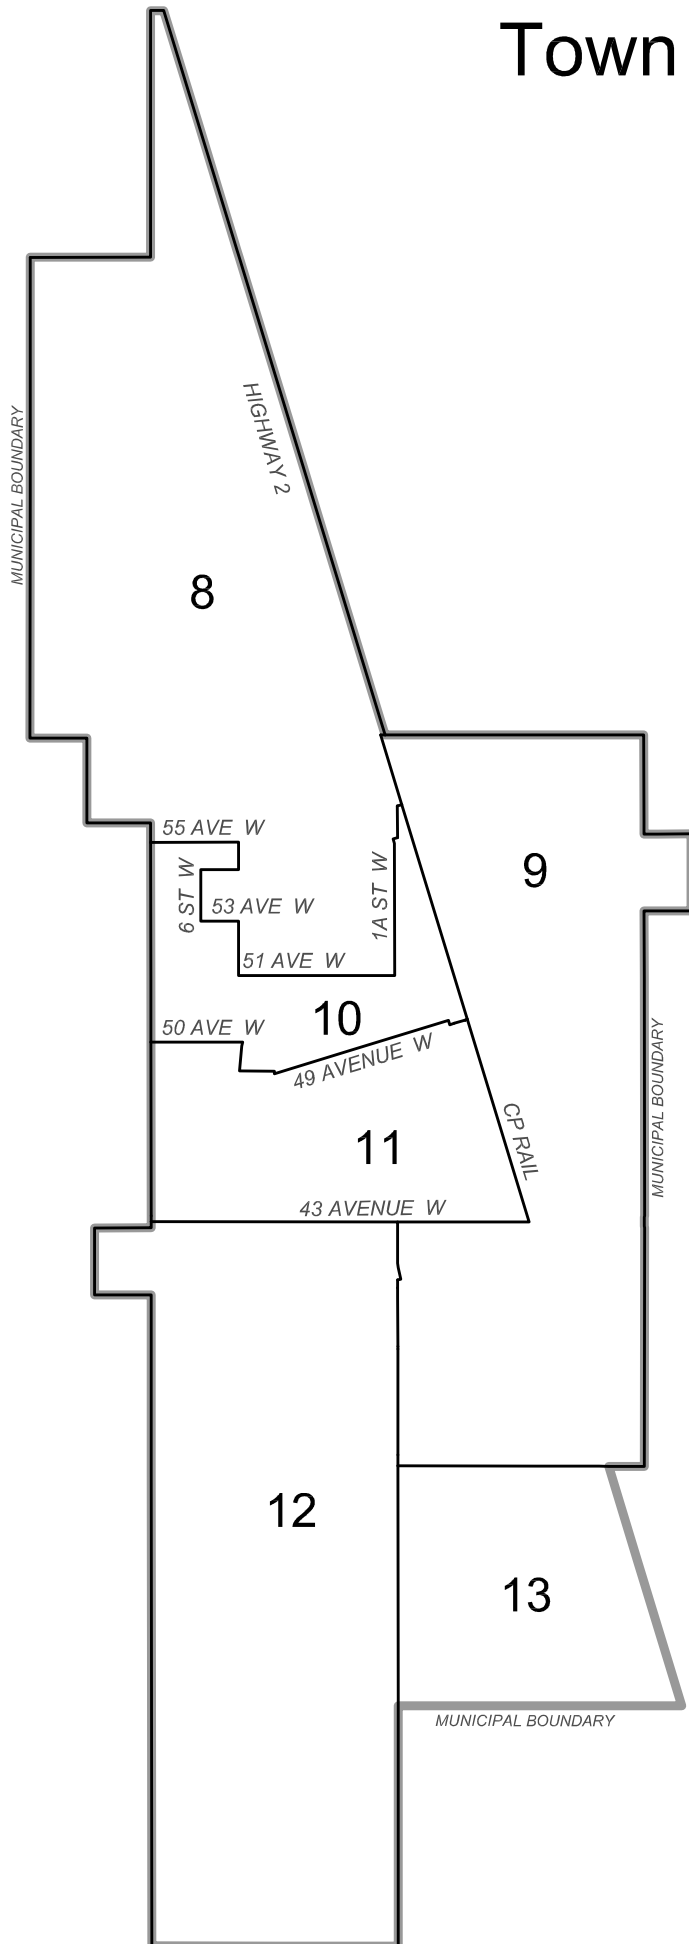 Town
HIGHWAY 2
MUNICIPAL BOUNDARY
8
55 AVE W
9
6 ST W
1A ST W
53 AVE W
51 AVE W
10
50 AVE W
49 AVENUE W
MUNICIPAL BOUNDARY
CP RAIL
11
43 AVENUE W
12
13
MUNICIPAL BOUNDARY